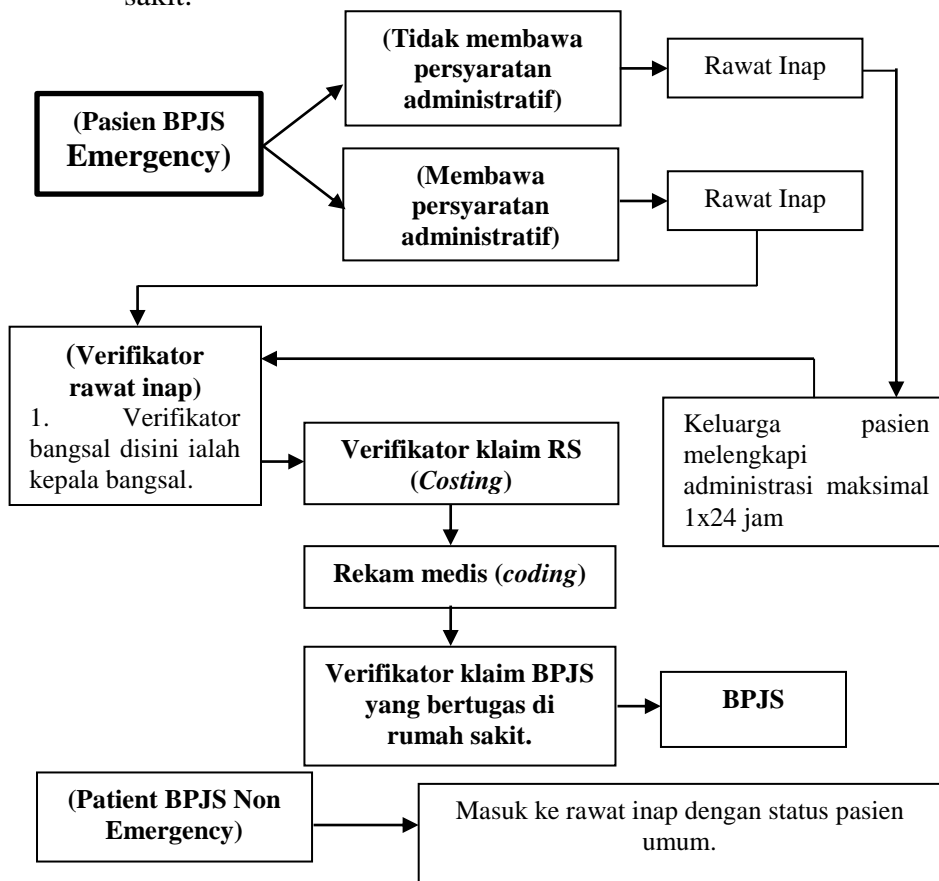 sakit.
(Tidak membawa
persyaratan
administratif)
Rawat Inap
(Pasien BPJS
Emergency)
(Membawa
persyaratan
administratif)
Rawat Inap
(Verifikator
rawat inap)
1. Verifikator
bangsal disini ialah
kepala bangsal.
Keluarga pasien
melengkapi
administrasi maksimal
1x24 jam
Verifikator klaim RS
(Costing)
Rekam medis (coding)
Verifikator klaim BPJS
yang bertugas di
rumah sakit.
BPJS
(Patient BPJS Non
Emergency)
Masuk ke rawat inap dengan status pasien
umum.